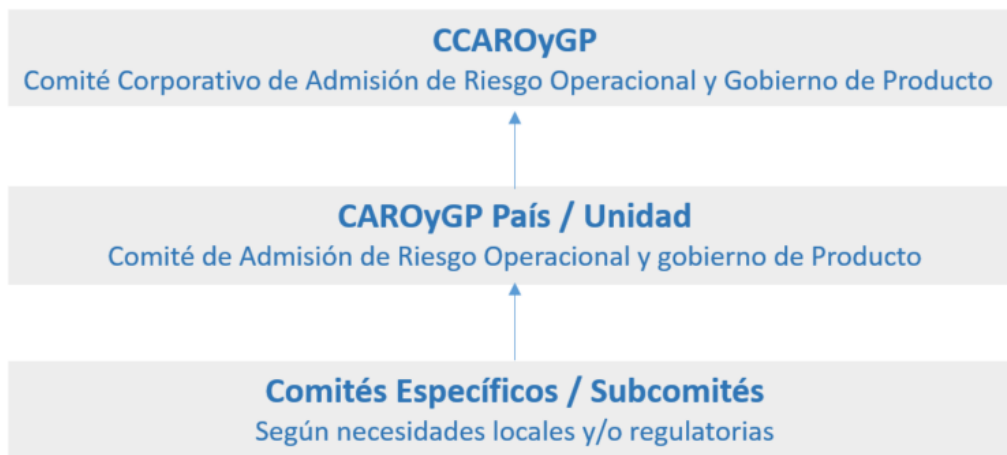 CCAROyGP
Comité Corporativo de Admisión de Riesgo Operacional y Gobierno de Producto
CAROyGP País / Unidad
Comité de Admisión de Riesgo Operacional y gobierno de Producto
Comités Específicos / Subcomités
Según necesidades locales y/o regulatorias